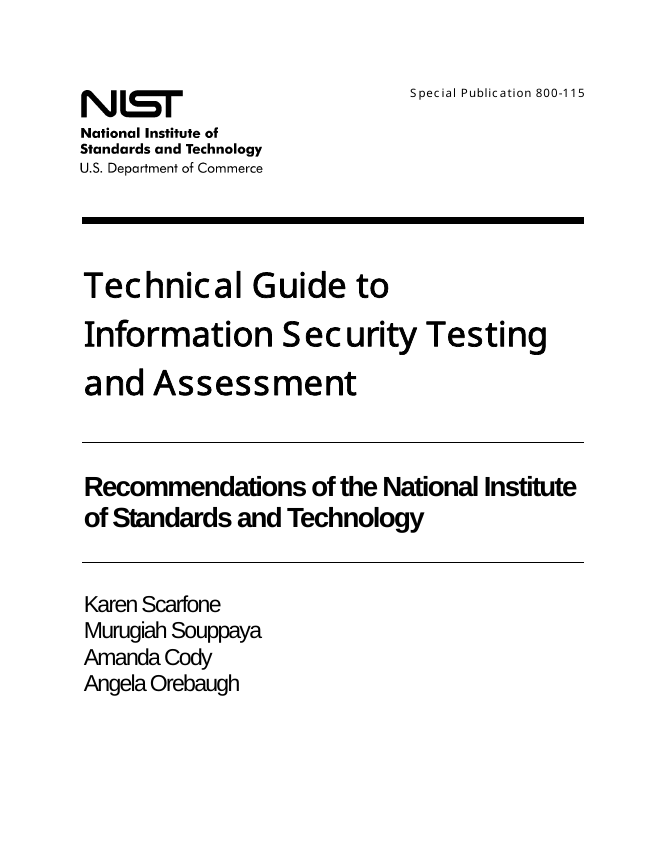 NIST
Special Publication 800-115
National Institute of
Standards and Technology
U.S. Department of Commerce
Technical Guide to
Information Security Testing
and Assessment
Recommendations of the National Institute
of Standards and Technology
Karen Scarfone
Murugiah Souppaya
Amanda Cody
Angela Orebaugh